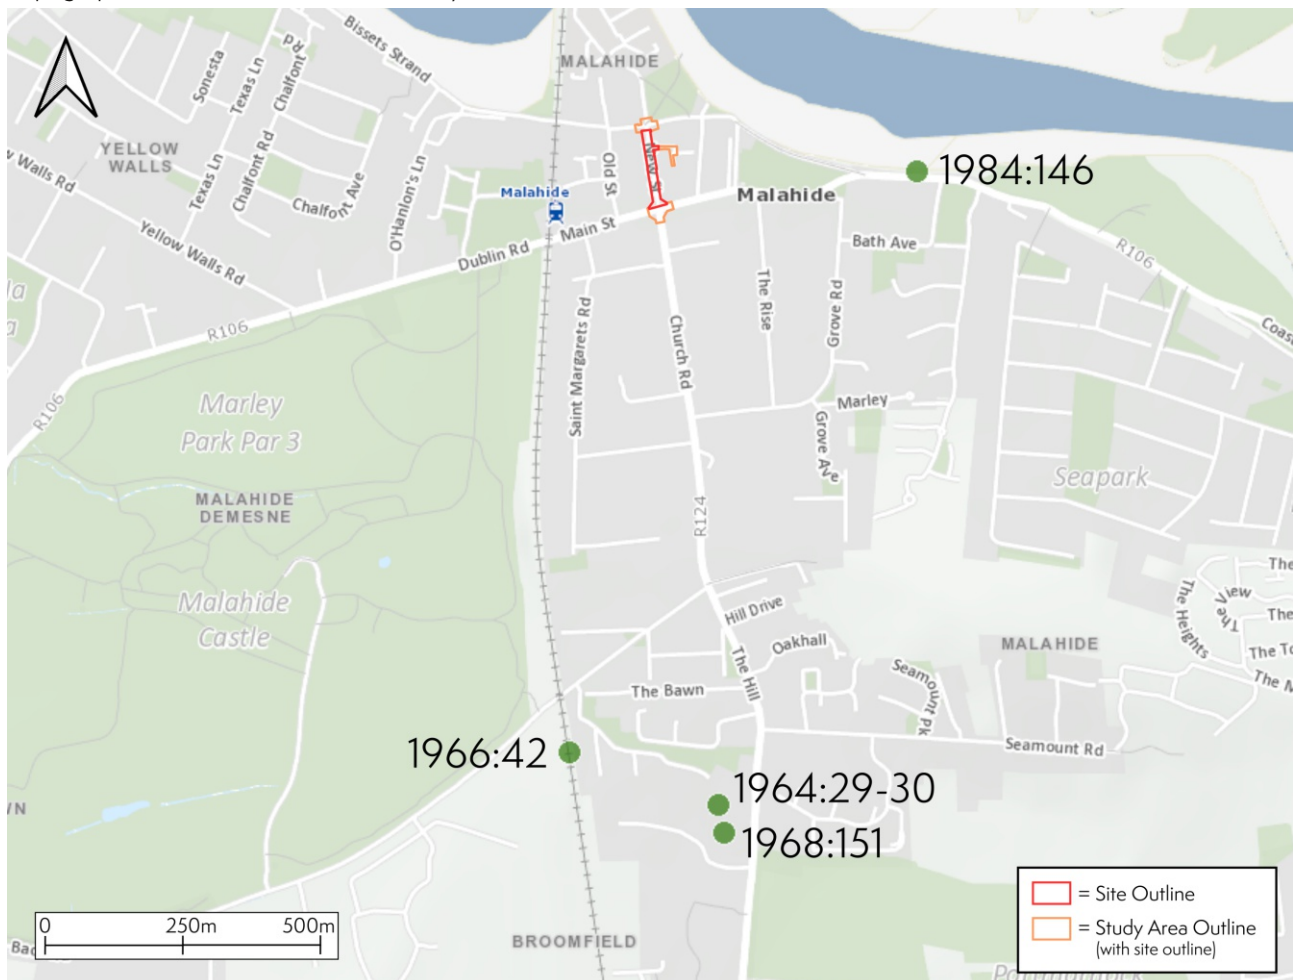 Bissets Strand
MALAHIDE
Sonesta
Texas Ln
Chalfont
Rd
YELLOW
WALLS
Chalfont Rd
Texas Ln
Chalfont Ave
O'Hanlon's Ln
Old St
New St
1984:146
Malahide
Malahide
Walls Rd
Yellow Walls Rd
Dublin Rd
Main St
Bath Ave
R106
R106
The Rise
Grove Rd
Saint Margarets Rd
Church Rd
R106
Marley
Park Par 3
Marley
Grove Ave
Seapark
MALAHIDE
DEMESNE
R124
Malahide
Castle
Hill Drive
The View
The Heights
The
The
Oakhall
MALAHIDE
The Hill
The Bawn
Seamount Pk
Seamount Rd
1966:42
1964:29-30
1968:151
BROOMFIELD
0 250m 500m
= Site Outline
= Study Area Outline
(with site outline)